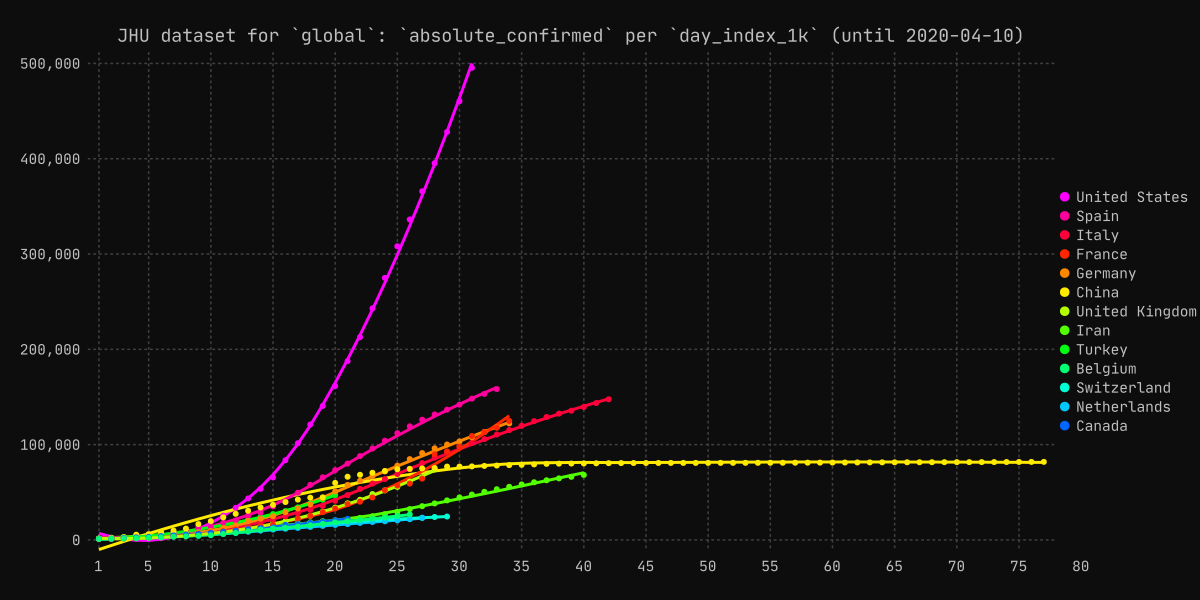 JHU dataset for `global`: `absolute_confirmed` per `day_index_1k` (until 2020-04-10)
500,000
400,000
300,000
200,000
100,000
0
1 5 10 15 20 25 30 35 40 45 50 55 60 65 70 75 80
United States
Spain
Italy
France
Germany
China
United Kingdom
Iran
Turkey
Belgium
Switzerland
Netherlands
Canada